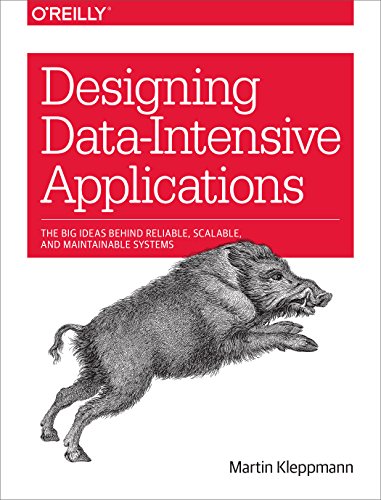 O'REILLY®
Designing
Data-Intensive
Applications
THE BIG IDEAS BEHIND RELIABLE, SCALABLE,
AND MAINTAINABLE SYSTEMS
Martin Kleppmann